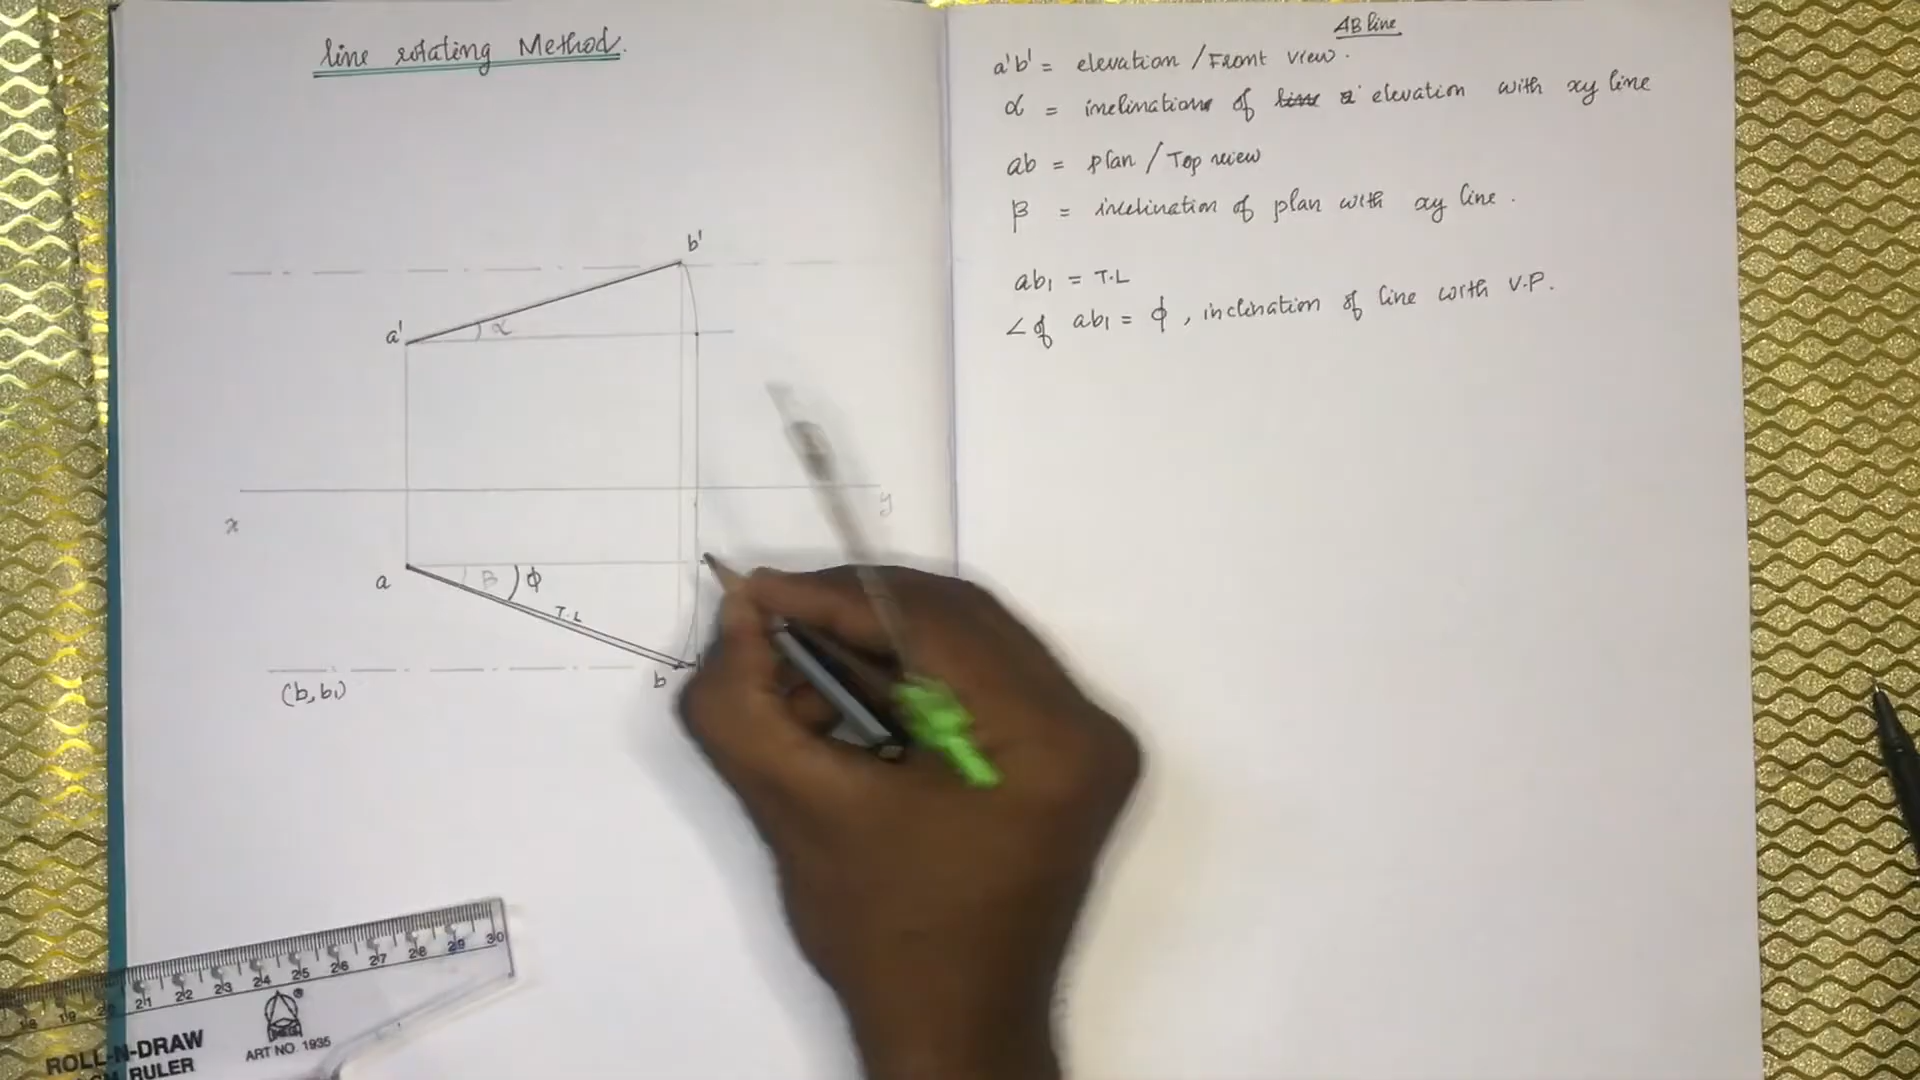 line rotating Method.
AB line
a'b' = elevation / Front view.
α = inclination of elevation with xy line
ab = plan / Top view
β = inclination of plan with xy line.
ab₁ = T.L
∠ of ab₁ = ϕ, inclination of line with V.P.
b'
a'
α
x
y
a
β
ϕ
T.L
b
(b, b₁)
18 19 20 21 22 23 24 25 26 27 28 29 30
ROLL-N-DRAW
RULER
ART NO. 1935